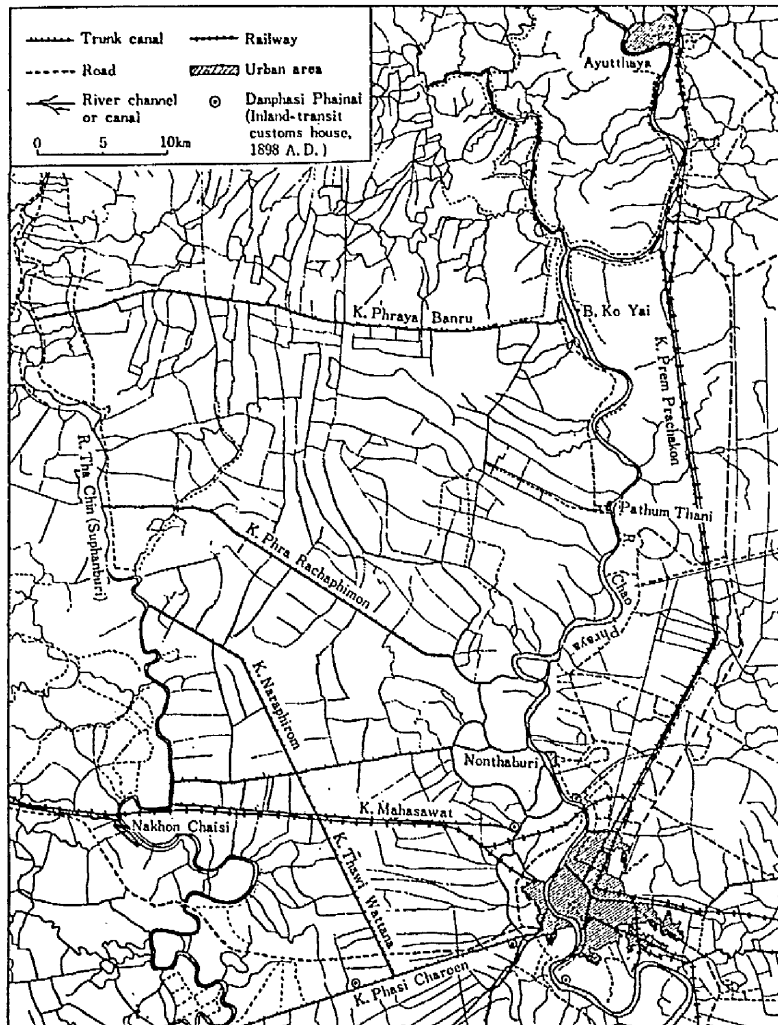 Trunk canal
Railway
Road
Urban area
River channel
or canal
Danphasi Phainai
(Inland-transit
customs house,
1898 A.D.)
0 5 10km
Ayutthaya
K. Phraya Banru
B. Ko Yai
K. Prem Prachakon
R. Tha Chin (Suphanburi)
Pathum Thani
K. Phra Rachaphimon
R. Chao Phraya
K. Naraphirom
Nonthaburi
K. Mahasawat
Nakhon Chaisi
K. Thawi Wattana
K. Phasi Chareen